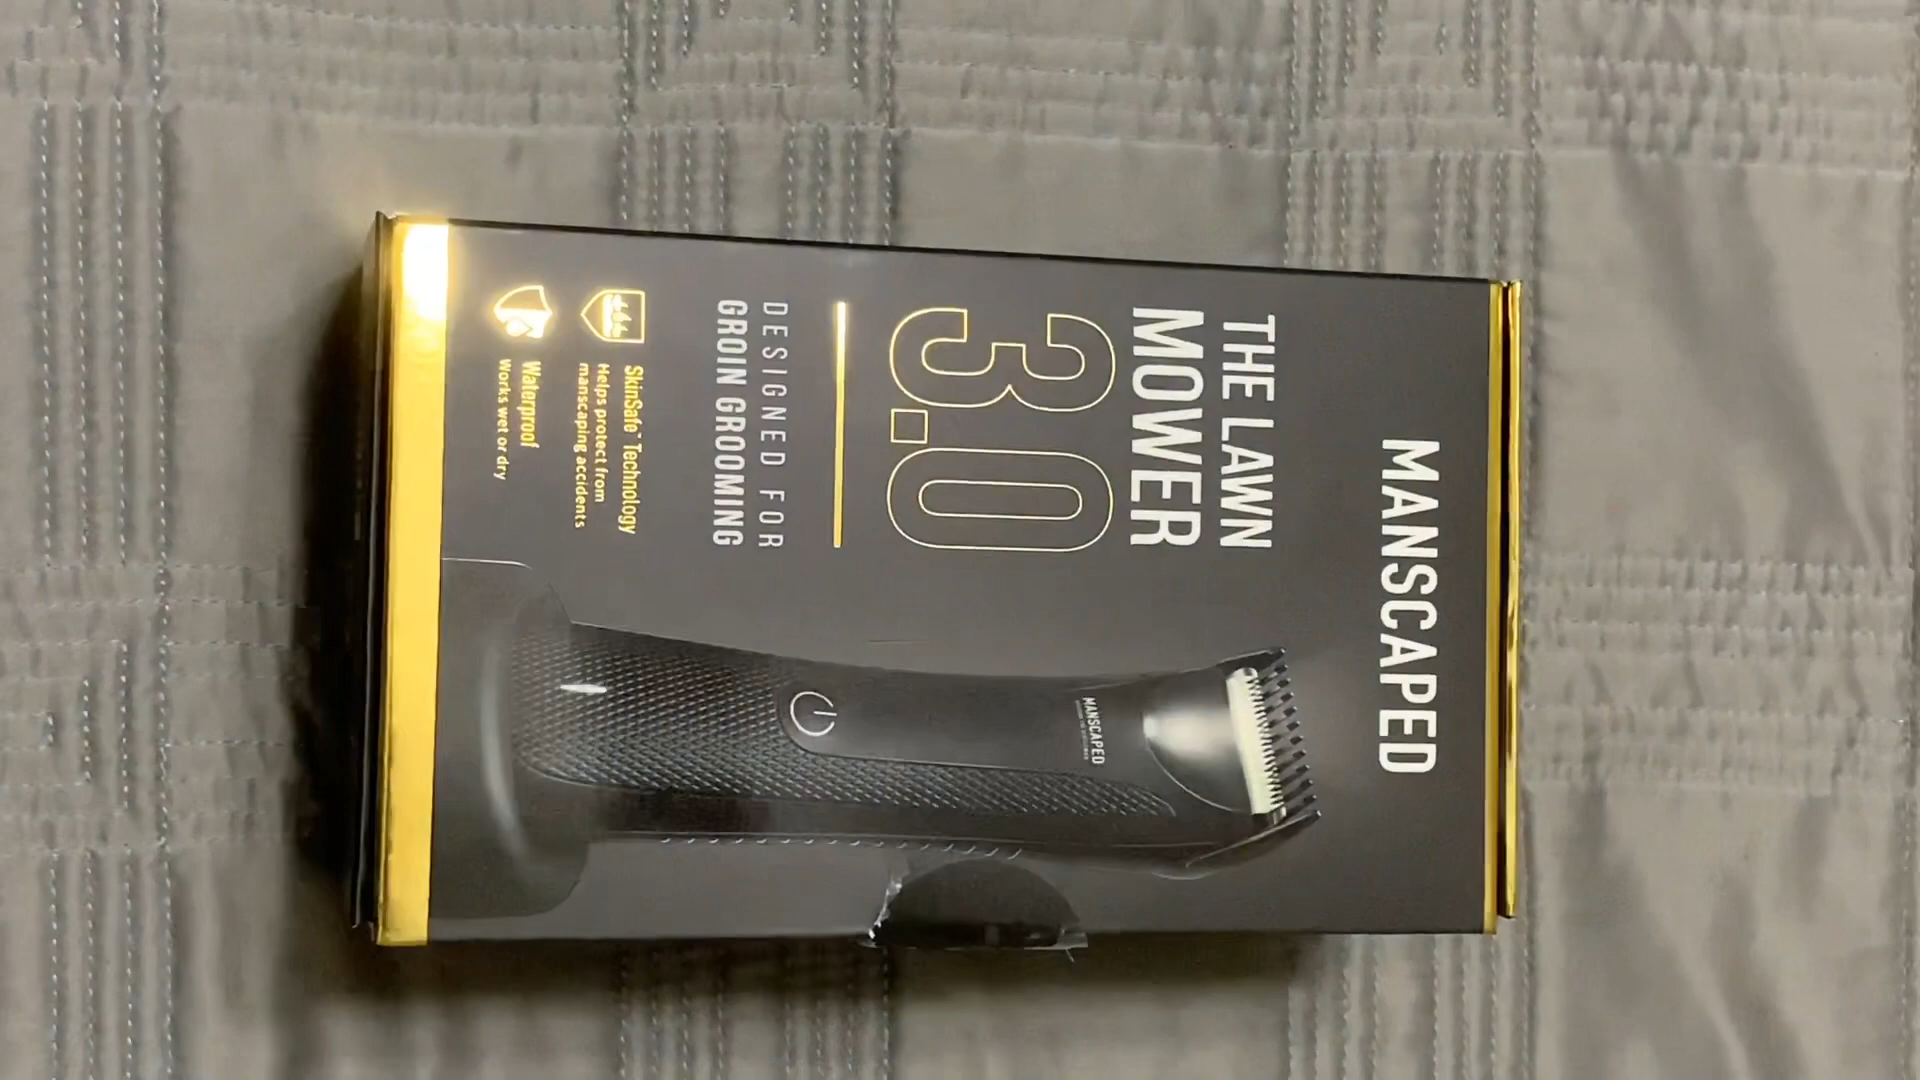 MANSCAPED
THE LAWN
MOWER
3.0
DESIGNED FOR
GROIN GROOMING
SkinSafe™ Technology
Helps protect from
manscaping accidents
Waterproof
Works wet or dry
MANSCAPED